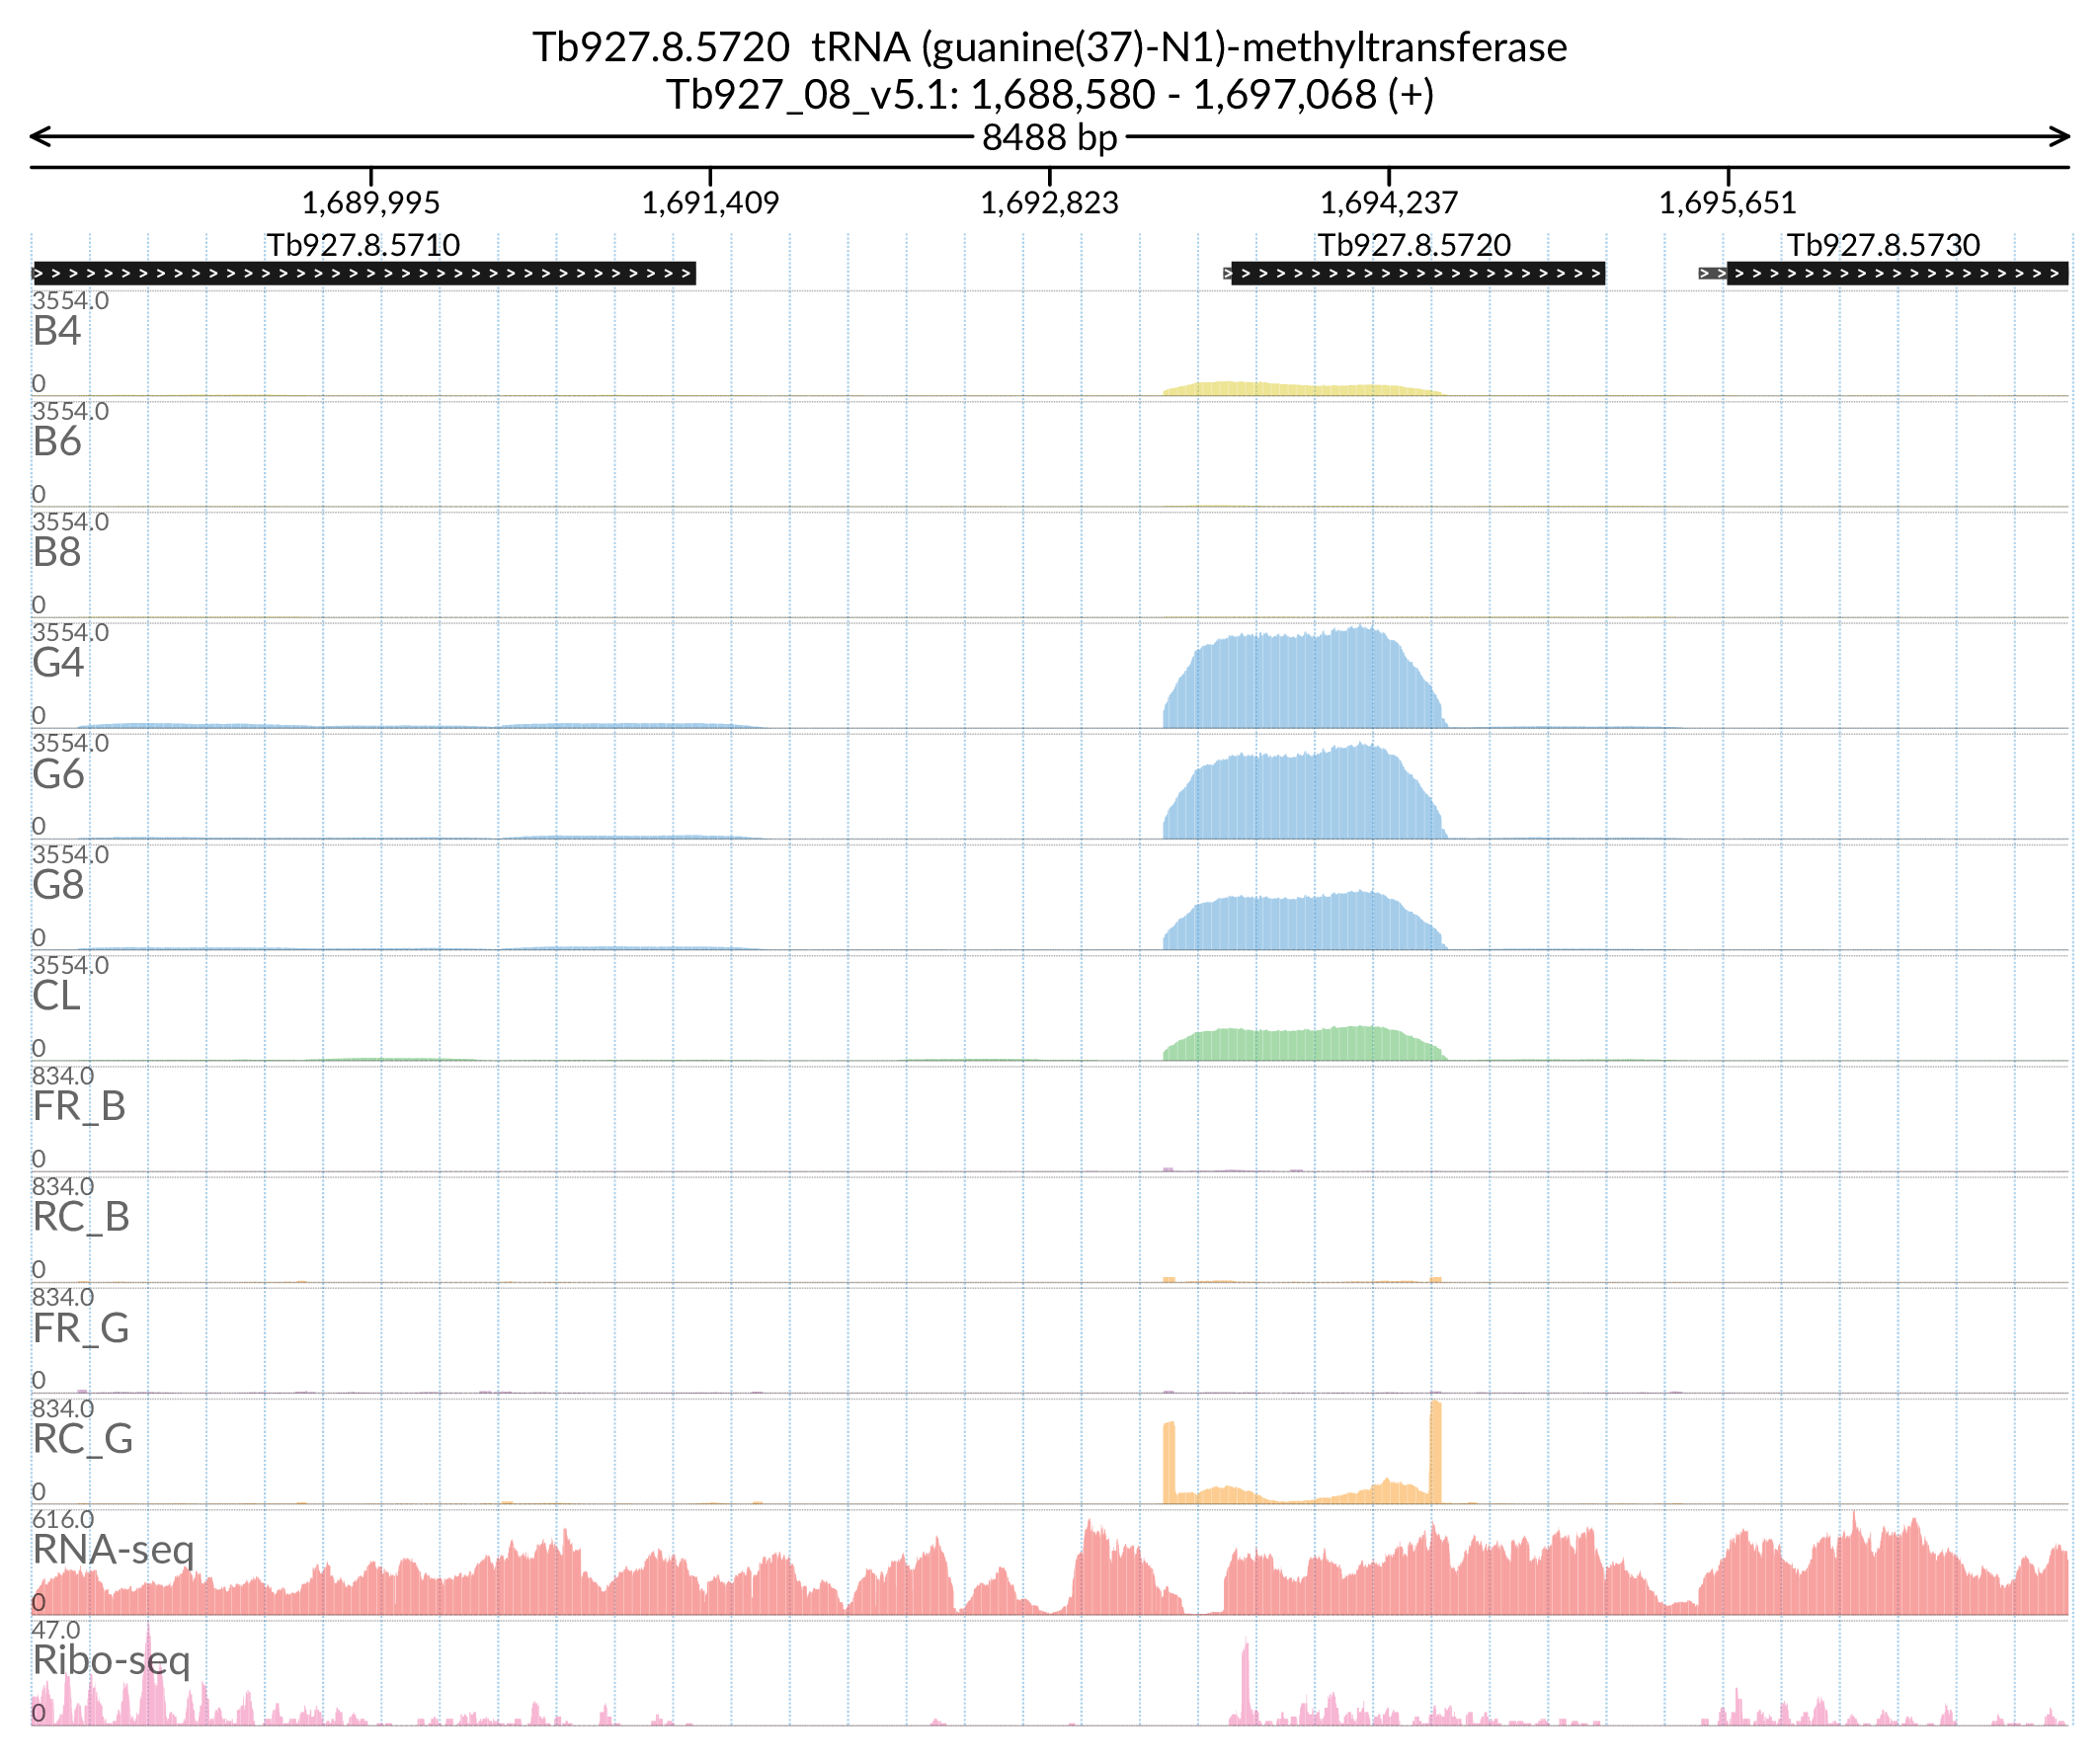 Tb927.8.5720 tRNA (guanine(37)-N1)-methyltransferase
Tb927_08_v5.1: 1,688,580 - 1,697,068 (+)
8488 bp
1,689,995 1,691,409 1,692,823 1,694,237 1,695,651
Tb927.8.5710 Tb927.8.5720 Tb927.8.5730
3554.0
B4
0
3554.0
B6
0
3554.0
B8
0
3554.0
G4
0
3554.0
G6
0
3554.0
G8
0
3554.0
CL
0
834.0
FR_B
0
834.0
RC_B
0
834.0
FR_G
0
834.0
RC_G
0
616.0
RNA-seq
0
47.0
Ribo-seq
0